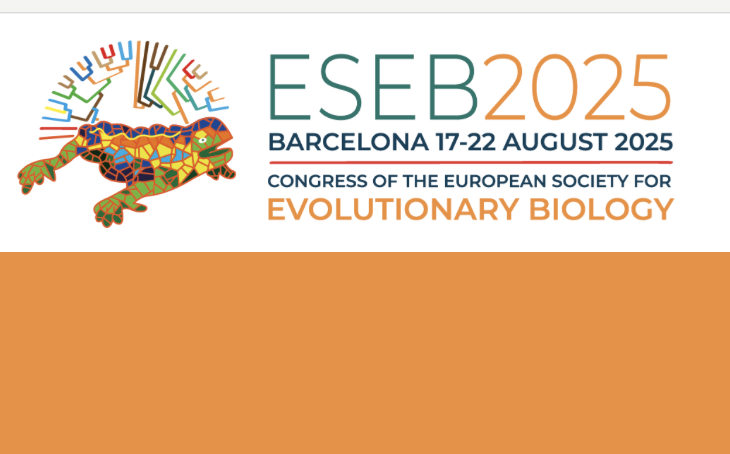 ESEB2025
BARCELONA 17-22 AUGUST 2025
CONGRESS OF THE EUROPEAN SOCIETY FOR
EVOLUTIONARY BIOLOGY